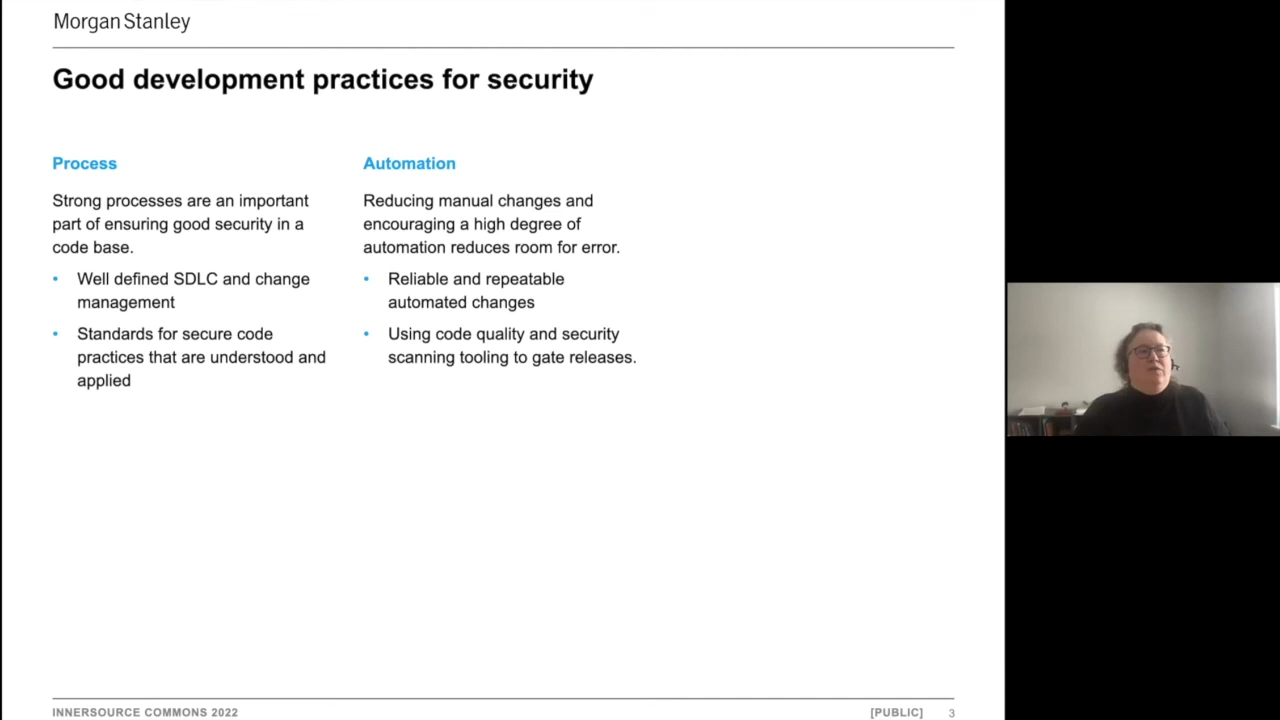 Morgan Stanley
Good development practices for security
Process
Strong processes are an important
part of ensuring good security in a
code base.
• Well defined SDLC and change
management
• Standards for secure code
practices that are understood and
applied
Automation
Reducing manual changes and
encouraging a high degree of
automation reduces room for error.
• Reliable and repeatable
automated changes
• Using code quality and security
scanning tooling to gate releases.
INNERSOURCE COMMONS 2022
[PUBLIC] 3